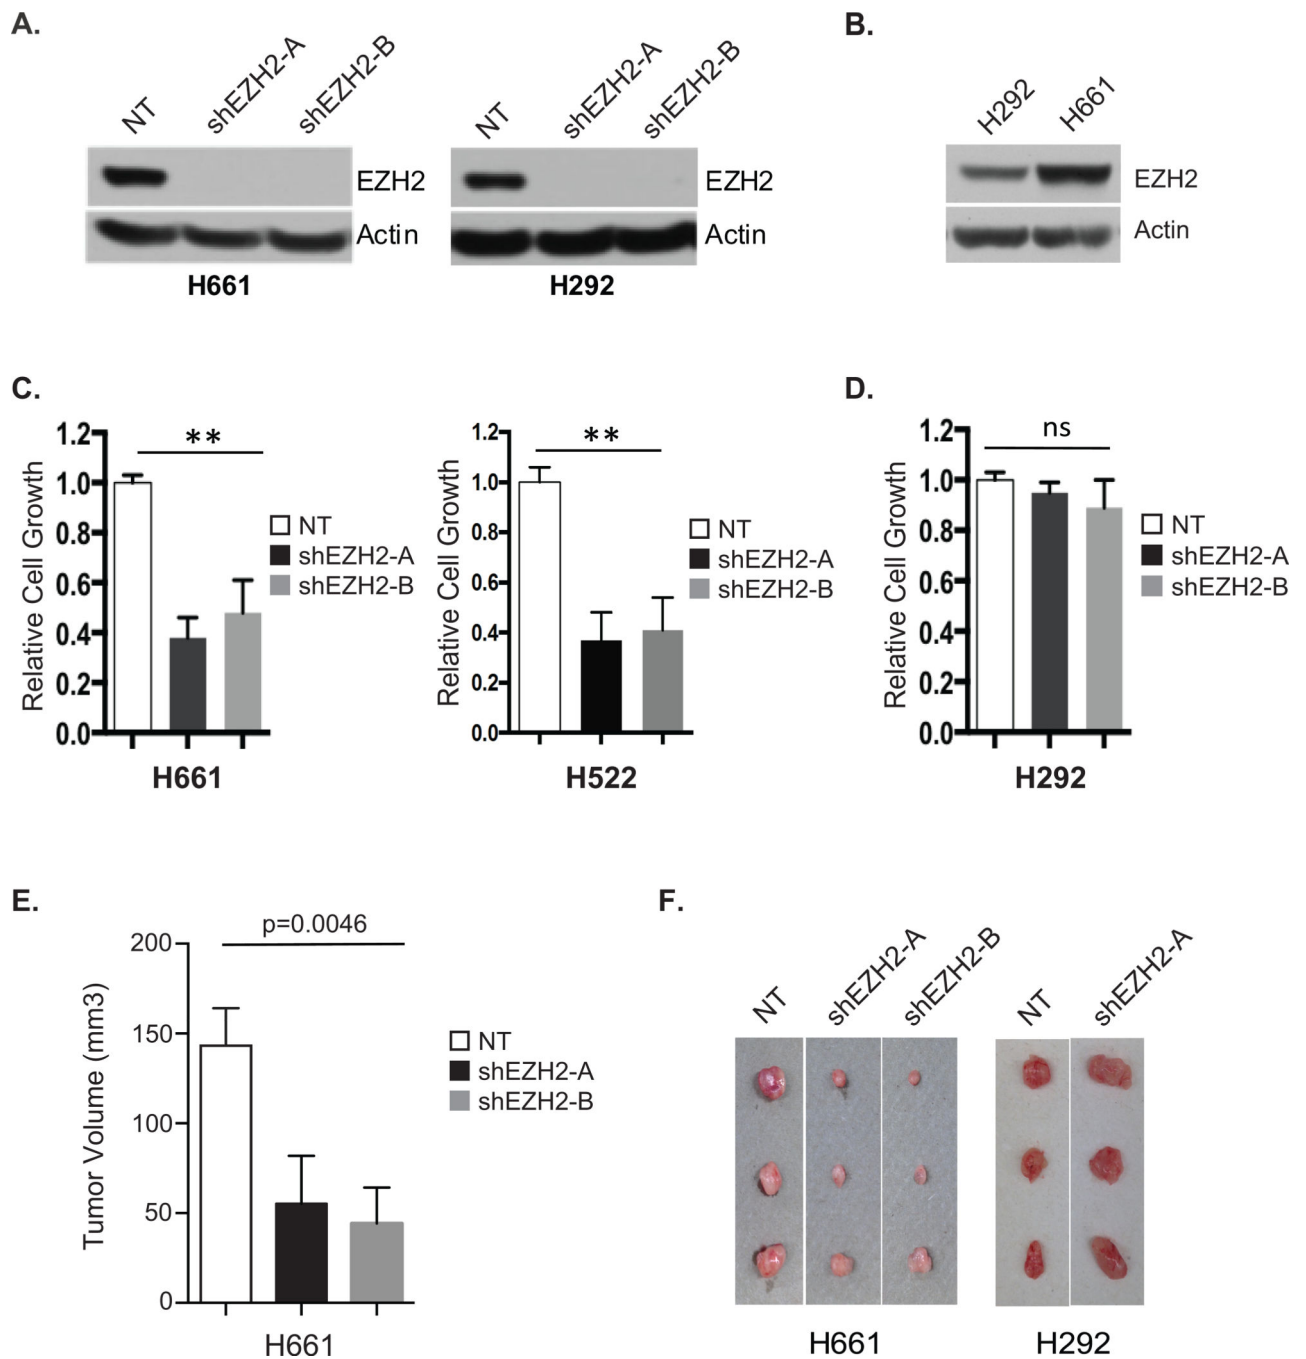 A.
B.
NT
shEZH2-A
shEZH2-B
NT
shEZH2-A
shEZH2-B
H292
H661
EZH2
EZH2
EZH2
Actin
Actin
Actin
H661
H292
C.
D.
Relative Cell Growth
1.2
1.0
0.8
0.6
0.4
0.2
0.0
**
NT
shEZH2-A
shEZH2-B
H661
Relative Cell Growth
1.2
1.0
0.8
0.6
0.4
0.2
0.0
**
NT
shEZH2-A
shEZH2-B
H522
Relative Cell Growth
1.2
1.0
0.8
0.6
0.4
0.2
0.0
ns
NT
shEZH2-A
shEZH2-B
H292
E.
F.
Tumor Volume (mm3)
200
150
100
50
0
p=0.0046
NT
shEZH2-A
shEZH2-B
H661
NT
shEZH2-A
shEZH2-B
NT
shEZH2-A
H661
H292